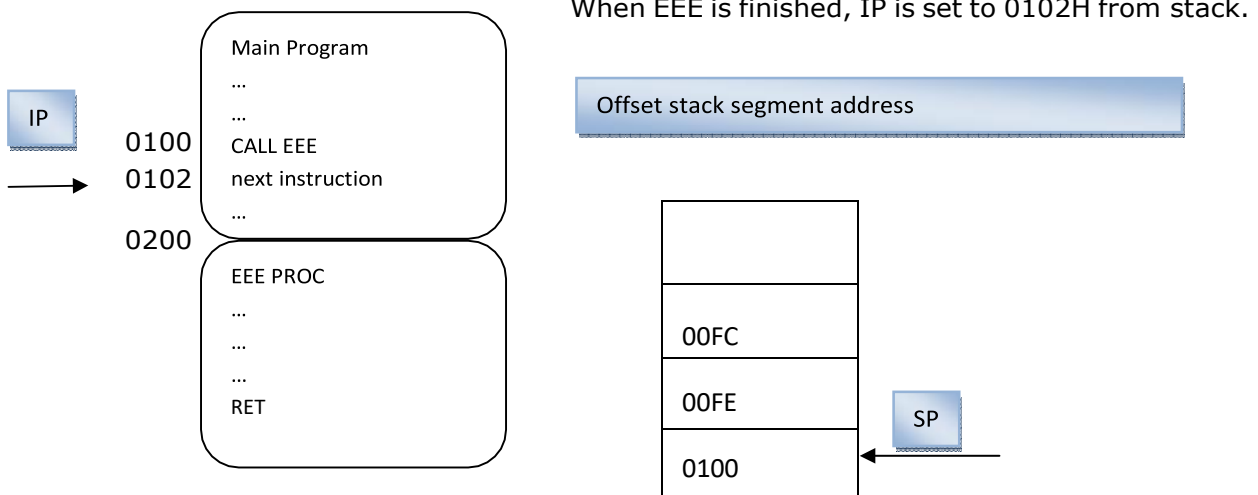 When EEE is finished, IP is set to 0102H from stack.
Main Program
...
...
IP
0100 CALL EEE
0102 next instruction
...
0200
EEE PROC
...
...
...
RET
Offset stack segment address
00FC
00FE
SP
0100